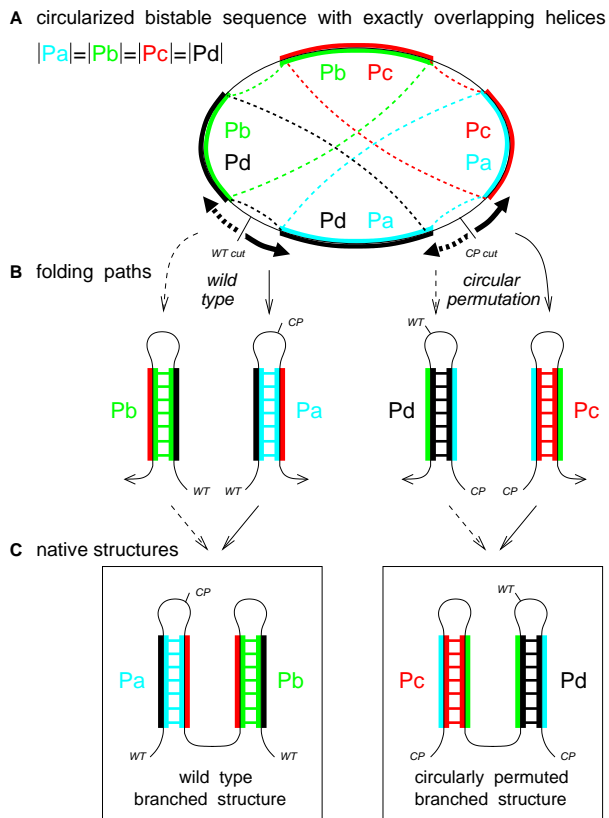 A circularized bistable sequence with exactly overlapping helices
|Pa|=|Pb|=|Pc|=|Pd|
Pb Pc
Pb
Pd
Pc
Pa
Pd Pa
WT cut
CP cut
B folding paths
wild
type
circular
permutation
CP
WT
Pb
Pa
Pd
Pc
WT
WT
CP
CP
C native structures
CP
WT
Pa
Pb
Pc
Pd
WT
WT
CP
CP
wild type
branched structure
circularly permuted
branched structure